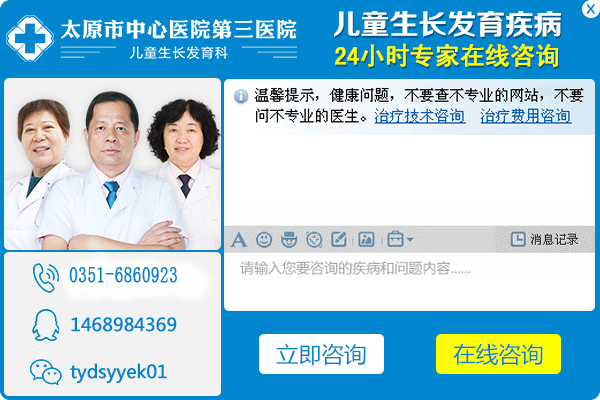 太原市中心医院第三医院
儿童生长发育科
儿童生长发育疾病
24小时专家在线咨询
X
温馨提示，健康问题，不要查不专业的网站，不要
问不专业的医生。治疗技术咨询 治疗费用咨询
A
消息记录
请输入您要咨询的疾病和问题内容......
0351-6860923
1468984369
tydsyyek01
立即咨询
在线咨询